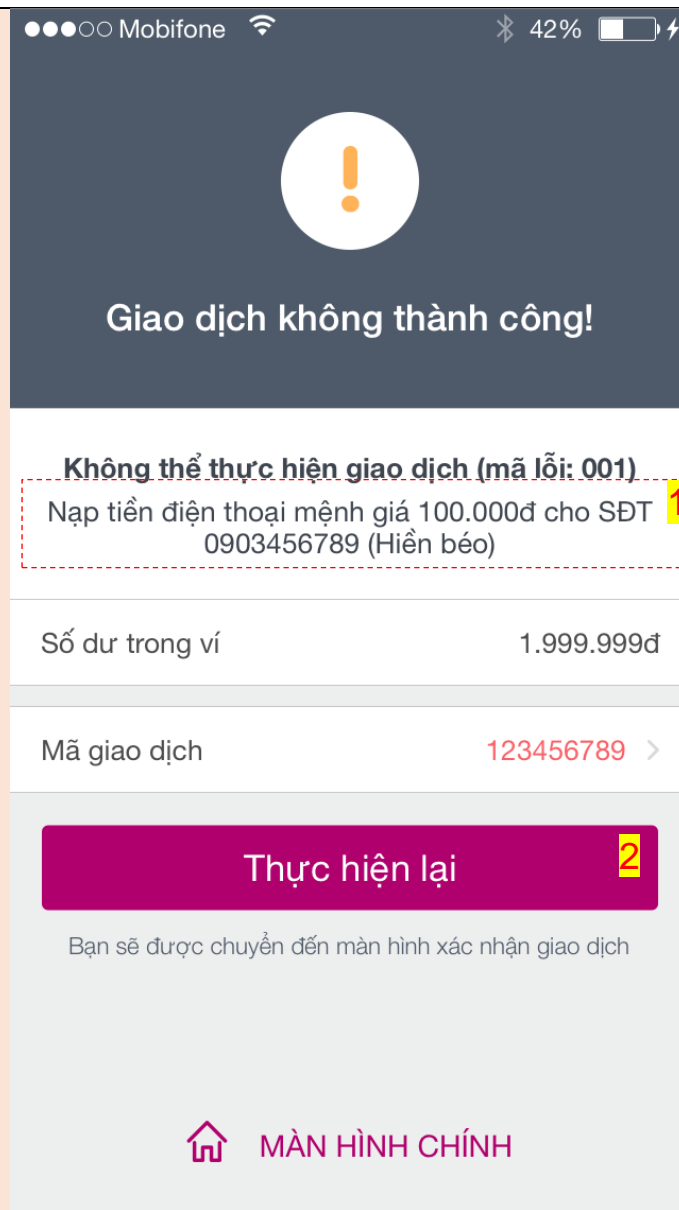 Mobifone 42%
Giao dịch không thành công!
Không thể thực hiện giao dịch (mã lỗi: 001)
Nạp tiền điện thoại mệnh giá 100.000đ cho SĐT 1
0903456789 (Hiền béo)
Số dư trong ví 1.999.999đ
Mã giao dịch 123456789
Thực hiện lại 2
Bạn sẽ được chuyển đến màn hình xác nhận giao dịch
MÀN HÌNH CHÍNH